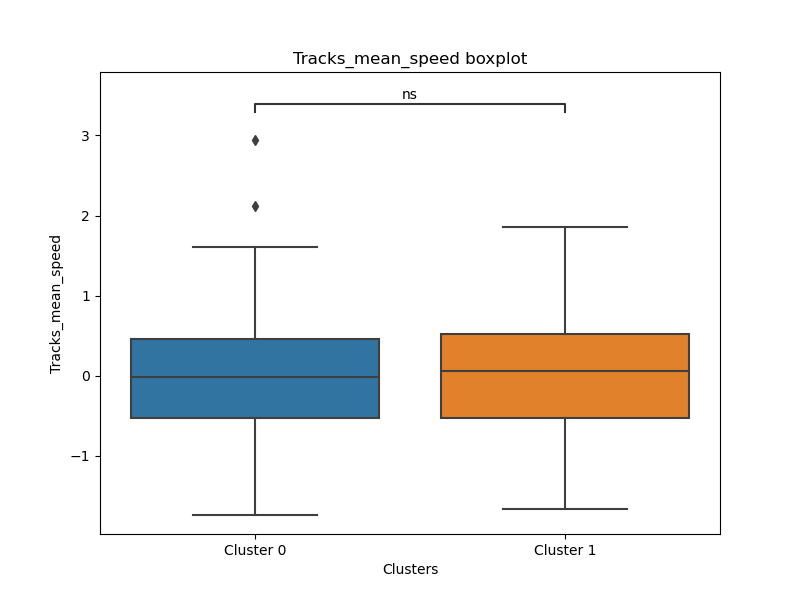 Tracks_mean_speed boxplot
ns
3
2
1
0
−1
Tracks_mean_speed
Cluster 0
Cluster 1
Clusters